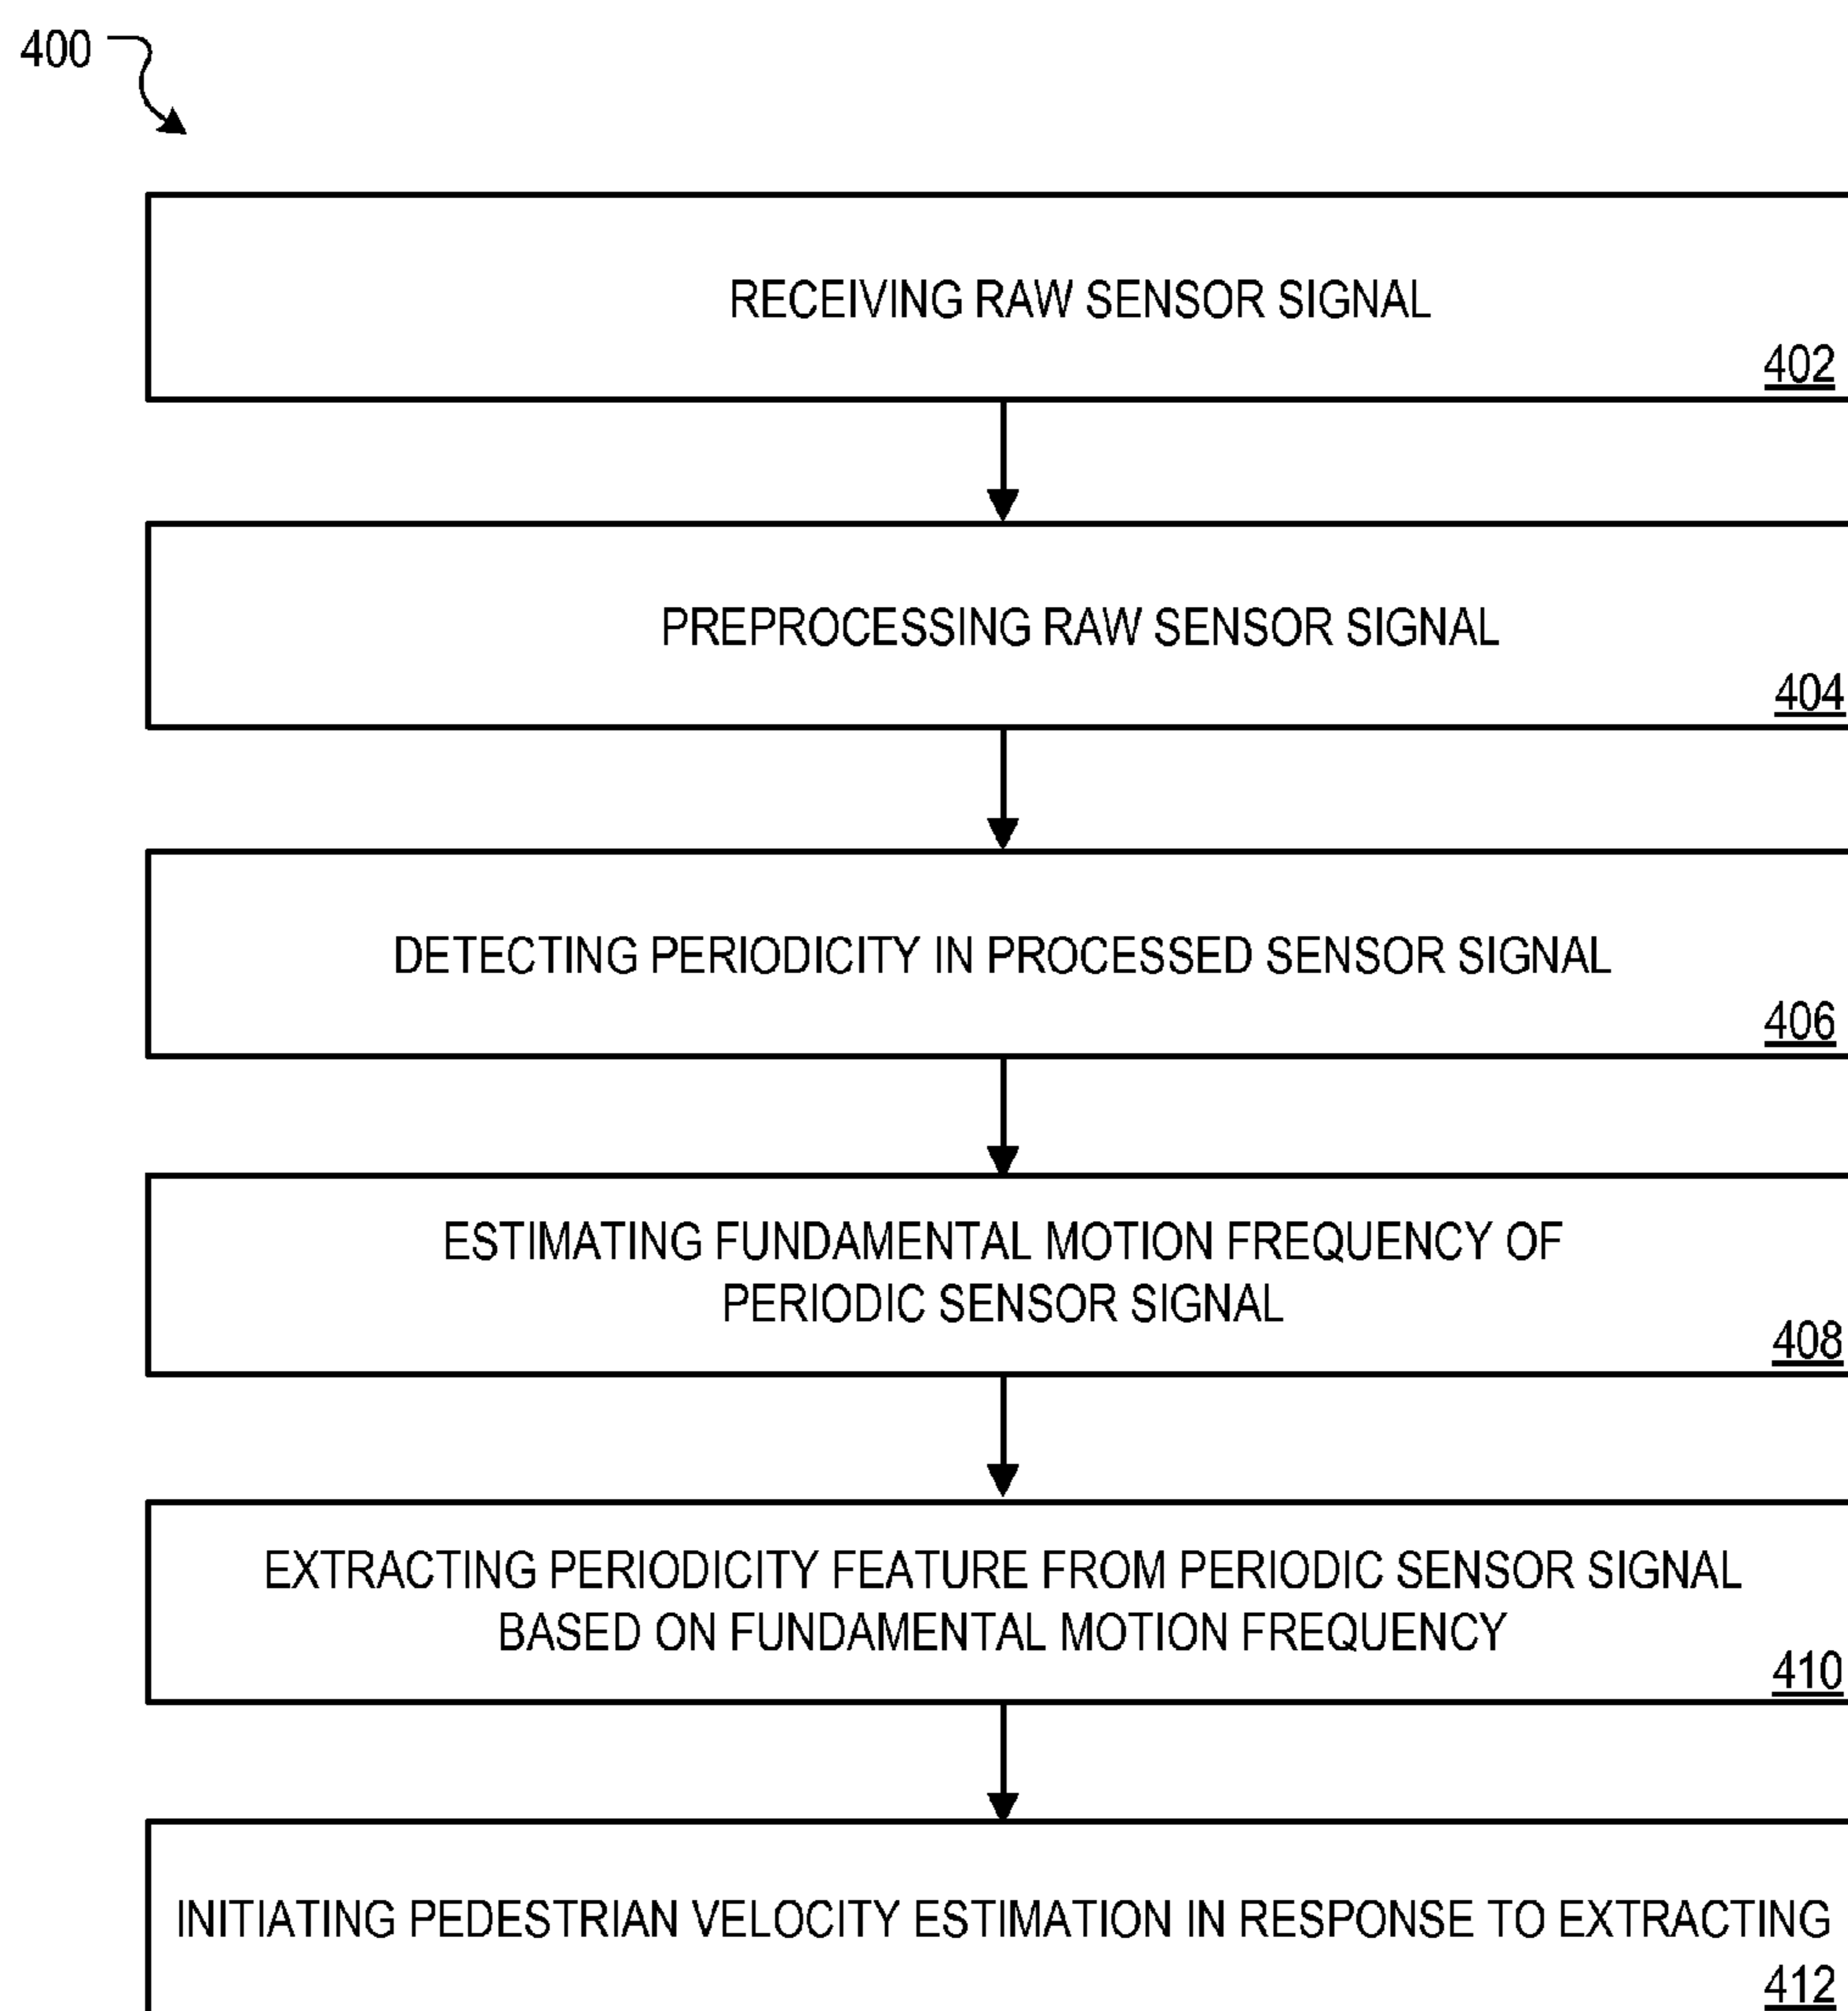 400
RECEIVING RAW SENSOR SIGNAL
402
PREPROCESSING RAW SENSOR SIGNAL
404
DETECTING PERIODICITY IN PROCESSED SENSOR SIGNAL
406
ESTIMATING FUNDAMENTAL MOTION FREQUENCY OF
PERIODIC SENSOR SIGNAL
408
EXTRACTING PERIODICITY FEATURE FROM PERIODIC SENSOR SIGNAL
BASED ON FUNDAMENTAL MOTION FREQUENCY
410
INITIATING PEDESTRIAN VELOCITY ESTIMATION IN RESPONSE TO EXTRACTING
412